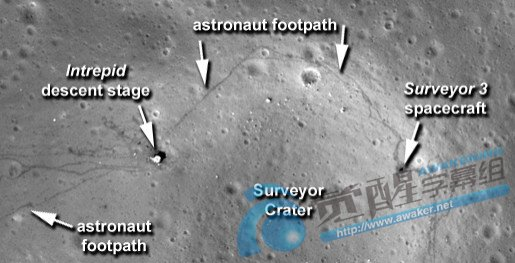 astronaut footpath
Intrepid
descent stage
Surveyor 3
spacecraft
Surveyor
Crater
astronaut
footpath
觉醒字幕组
http://www.awaker.net